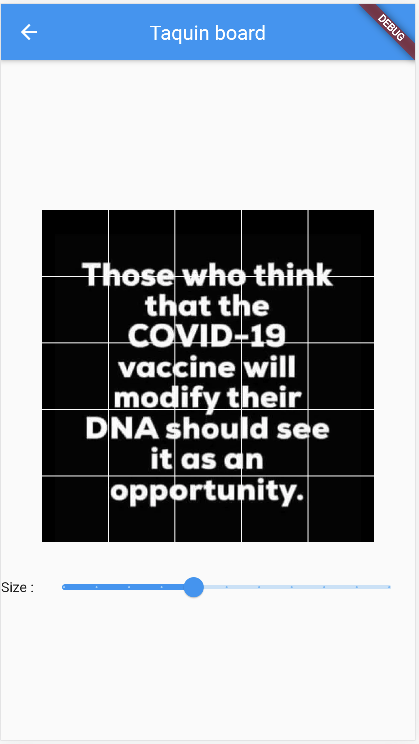 Taquin board
DEBUG
Those who think
that the
COVID-19
vaccine will
modify their
DNA should see
it as an
opportunity.
Size :